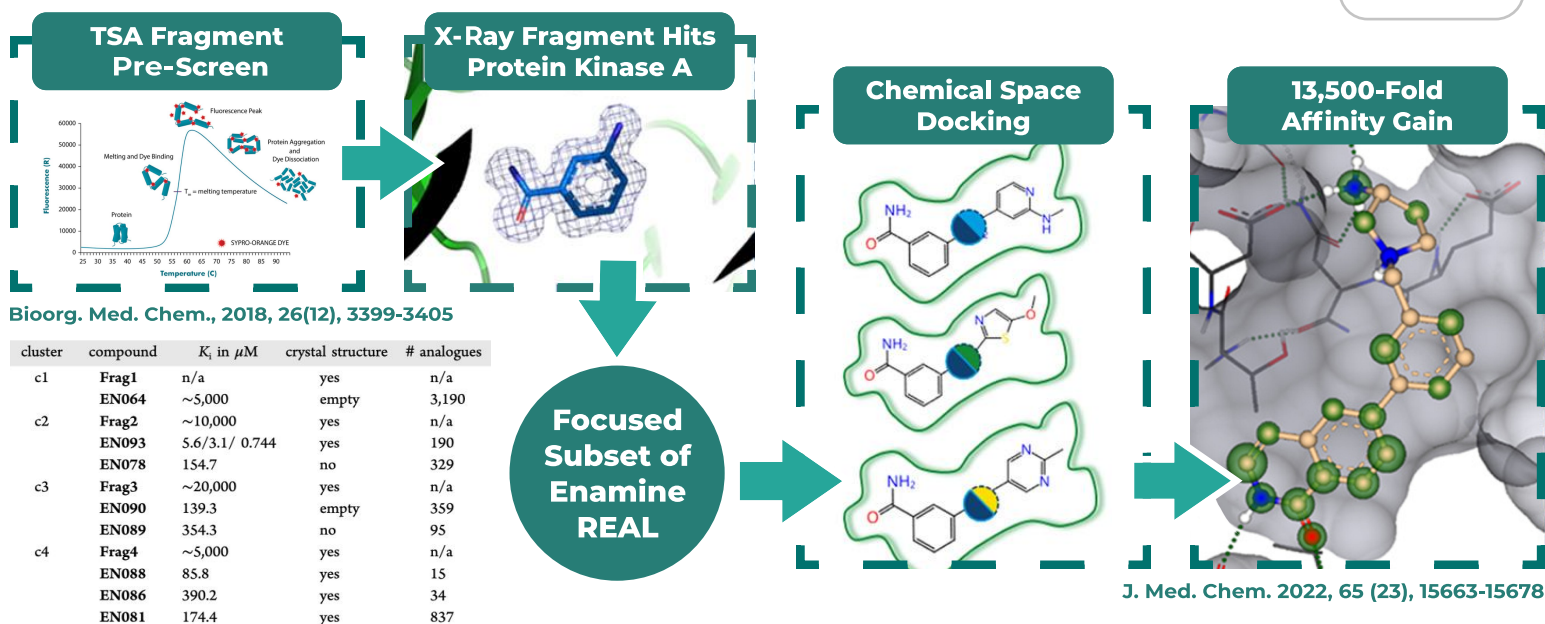 TSA Fragment
Pre-Screen
X-Ray Fragment Hits
Protein Kinase A
Chemical Space
Docking
13,500-Fold
Affinity Gain
Fluorescence (R)
60000
50000
40000
30000
20000
10000
0
Fluorescence Peak
Protein Aggregation
and
Dye Dissociation
Melting and Dye Binding
Tm = melting temperature
Protein
SYPRO-ORANGE DYE
25 30 35 40 45 50 55 60 65 70 75 80 85 90
Temperature (C)
Bioorg. Med. Chem., 2018, 26(12), 3399-3405
cluster compound Ki in μM crystal structure # analogues
c1 Frag1 n/a yes n/a
EN064 ~5,000 empty 3,190
c2 Frag2 ~10,000 yes n/a
EN093 5.6/3.1/ 0.744 yes 190
EN078 154.7 no 329
c3 Frag3 ~20,000 yes n/a
EN090 139.3 empty 359
EN089 354.3 no 95
c4 Frag4 ~5,000 yes n/a
EN088 85.8 yes 15
EN086 390.2 yes 34
EN081 174.4 yes 837
Focused
Subset of
Enamine
REAL
NH2
O
N
N
H
NH2
O
N
S
O
NH2
O
N
N
J. Med. Chem. 2022, 65 (23), 15663-15678